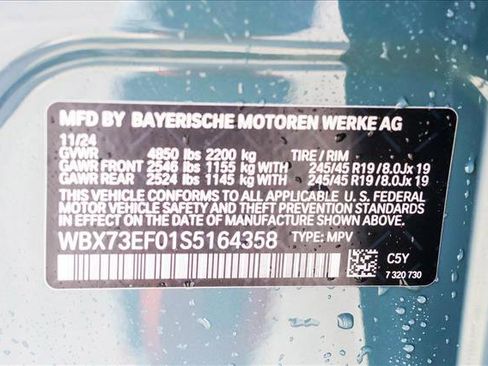 MFD BY BAYERISCHE MOTOREN WERKE AG
11/24
GVWR 4850 lbs 2200 kg TIRE / RIM
GAWR FRONT 2546 lbs 1155 kg WITH 245/45 R19 / 8.0Jx 19
GAWR REAR 2524 lbs 1145 kg WITH 245/45 R19 / 8.0Jx 19
THIS VEHICLE CONFORMS TO ALL APPLICABLE U.S. FEDERAL
MOTOR VEHICLE SAFETY AND THEFT PREVENTION STANDARDS
IN EFFECT ON THE DATE OF MANUFACTURE SHOWN ABOVE.
WBX73EF01S5164358 TYPE: MPV
C5Y
7 320 730